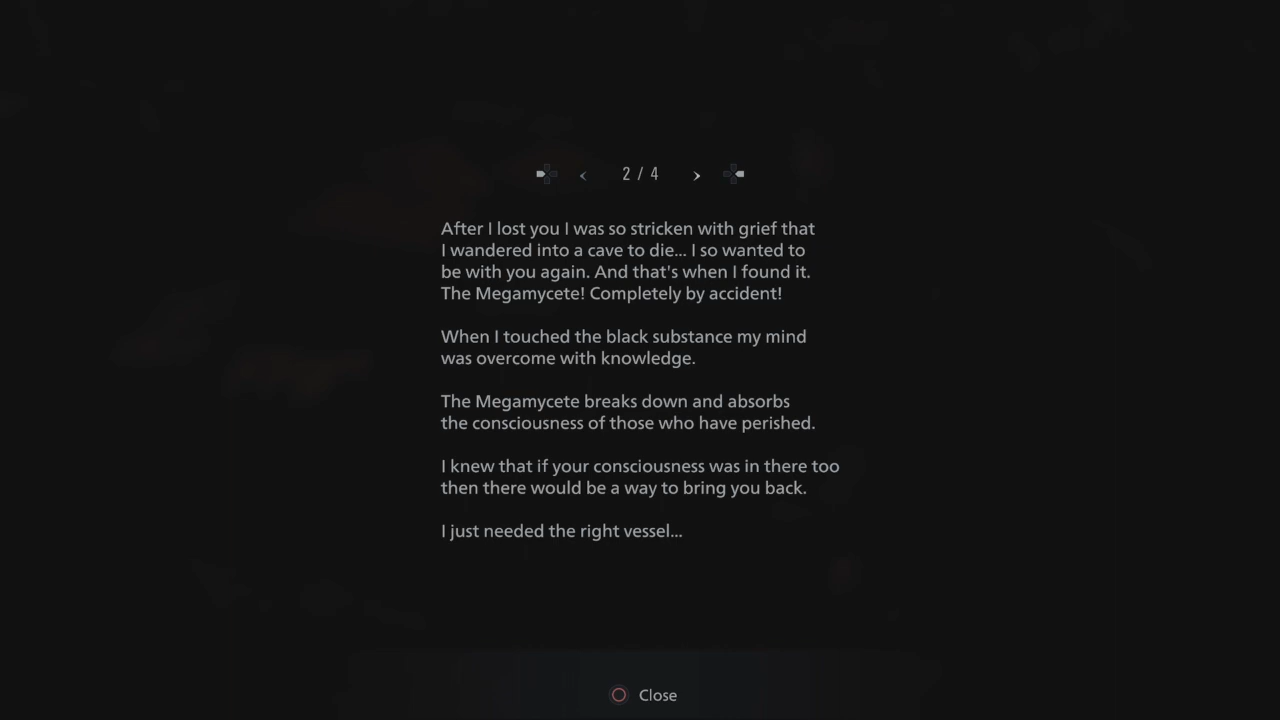 < 2 / 4 >
After I lost you I was so stricken with grief that
I wandered into a cave to die... I so wanted to
be with you again. And that's when I found it.
The Megamycete! Completely by accident!
When I touched the black substance my mind
was overcome with knowledge.
The Megamycete breaks down and absorbs
the consciousness of those who have perished.
I knew that if your consciousness was in there too
then there would be a way to bring you back.
I just needed the right vessel...
Close